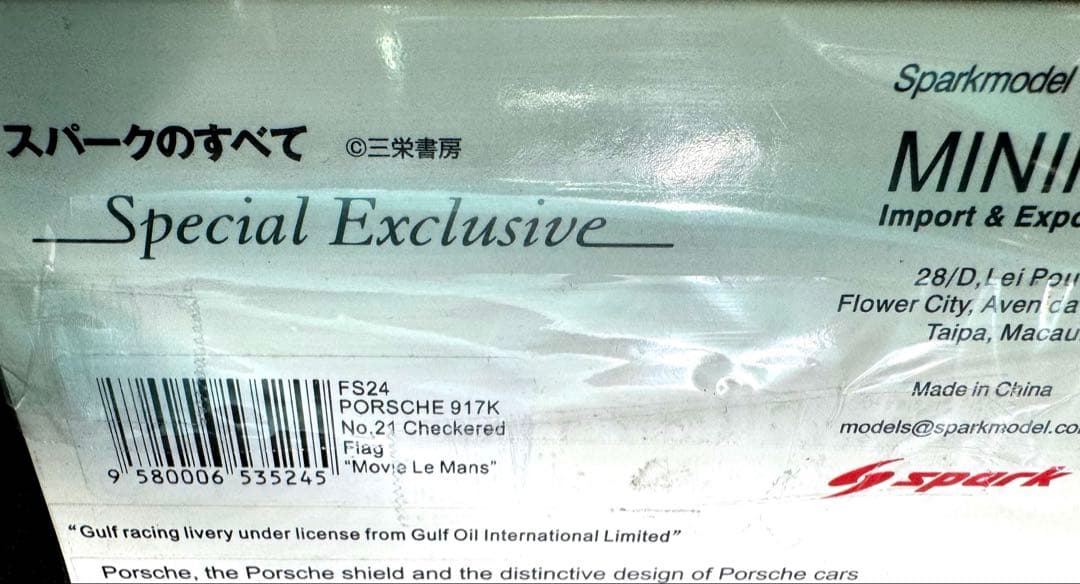 スパークのすべて ©三栄書房
Special Exclusive
Sparkmodel
MINI
Import & Expo
28/D, Lei Pou
Flower City, Avenida
Taipa, Macau
Made in China
models@sparkmodel.co
spark
FS24
PORSCHE 917K
No.21 Checkered
Flag
"Movie Le Mans"
9 580006 535245
"Gulf racing livery under license from Gulf Oil International Limited"
Porsche, the Porsche shield and the distinctive design of Porsche cars